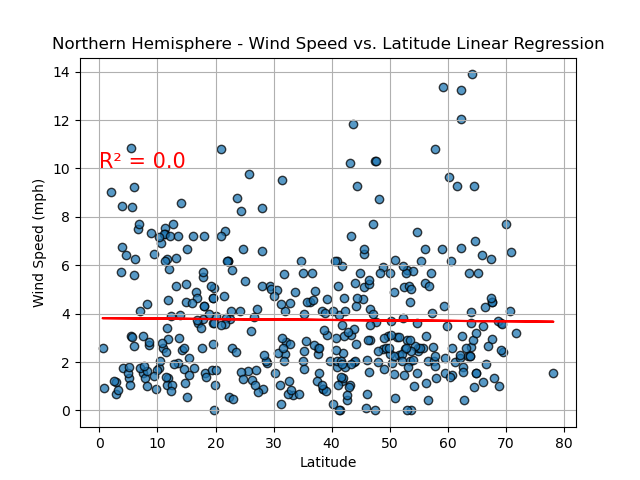 Northern Hemisphere - Wind Speed vs. Latitude Linear Regression
14
12
10
8
6
4
2
0
Wind Speed (mph)
R² = 0.0
0 10 20 30 40 50 60 70 80
Latitude